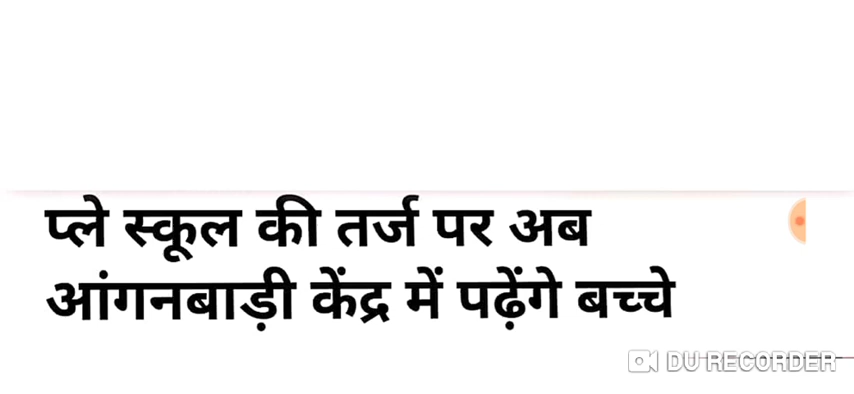 प्ले स्कूल की तर्ज पर अब
आंगनबाड़ी केंद्र में पढ़ेंगे बच्चे
DU RECORDER